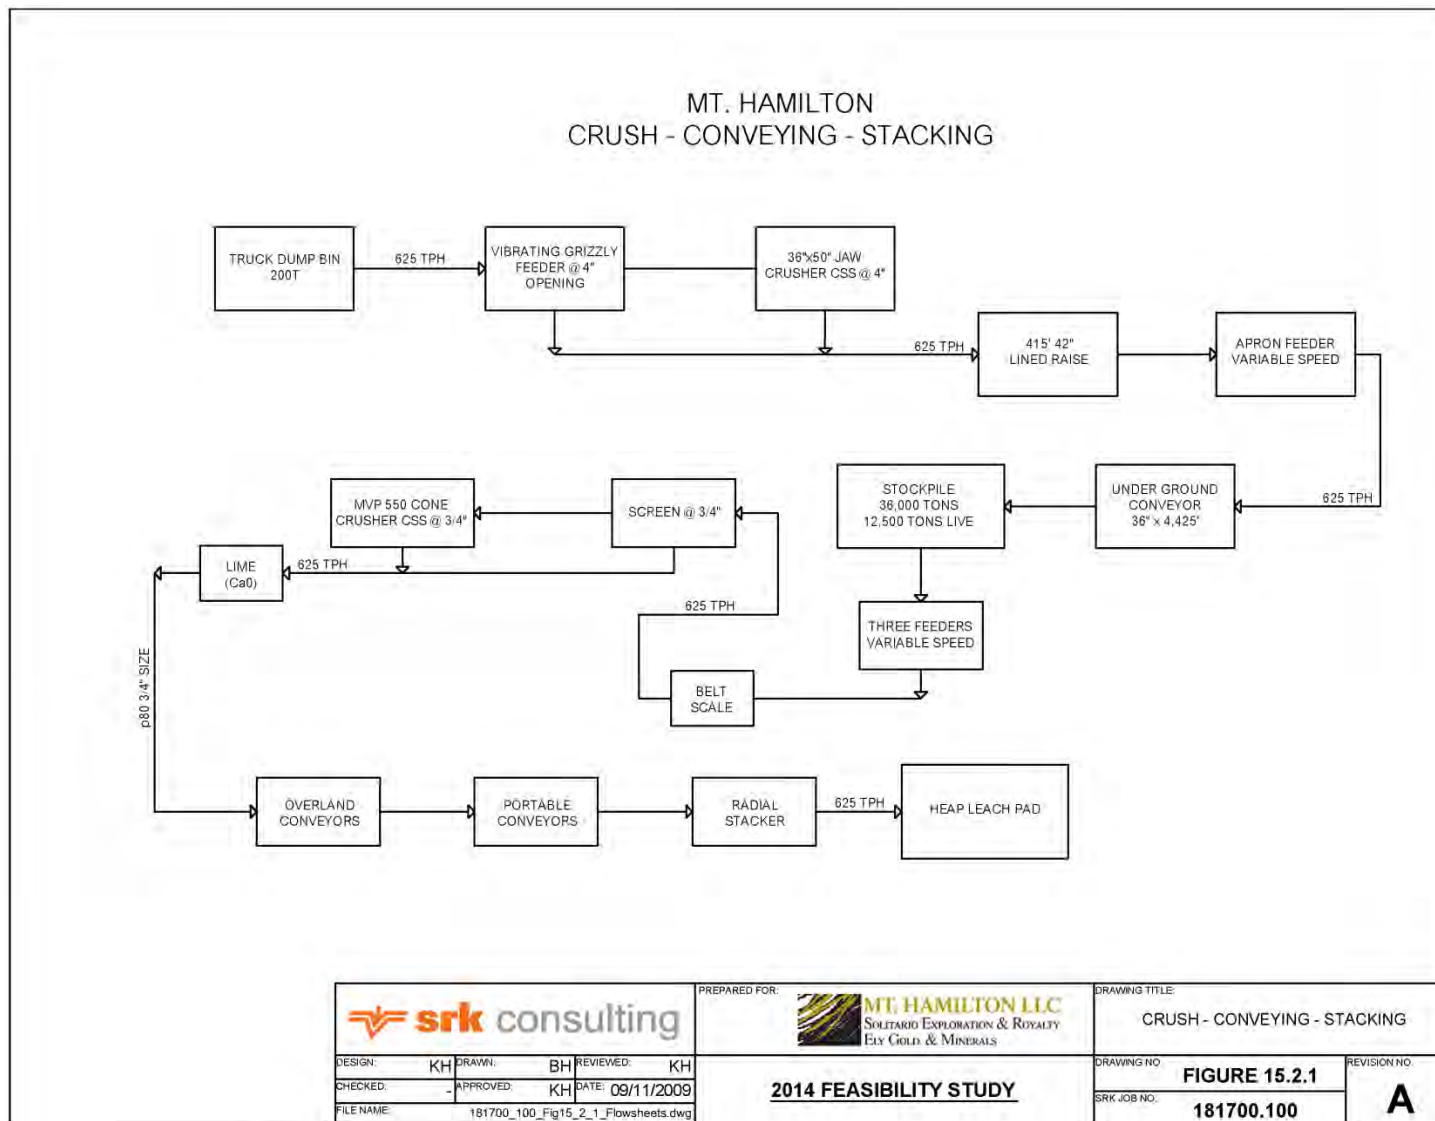 MT. HAMILTON
CRUSH - CONVEYING - STACKING
TRUCK DUMP BIN
200T
625 TPH
VIBRATING GRIZZLY
FEEDER @ 4"
OPENING
36"x50" JAW
CRUSHER CSS @ 4"
625 TPH
415' 42"
LINED RAISE
APRON FEEDER
VARIABLE SPEED
625 TPH
UNDER GROUND
CONVEYOR
36" x 4,425'
STOCKPILE
36,000 TONS
12,500 TONS LIVE
THREE FEEDERS
VARIABLE SPEED
BELT
SCALE
625 TPH
SCREEN @ 3/4"
MVP 550 CONE
CRUSHER CSS @ 3/4"
625 TPH
LIME
(Ca0)
p80 3/4" SIZE
OVERLAND
CONVEYORS
PORTABLE
CONVEYORS
RADIAL
STACKER
625 TPH
HEAP LEACH PAD
srk consulting
DESIGN: KH DRAWN: BH REVIEWED: KH
CHECKED: - APPROVED: KH DATE: 09/11/2009
FILE NAME: 181700_100_Fig15_2_1_Flowsheets.dwg
PREPARED FOR:
MT. HAMILTON LLC
SOLITARIO EXPLORATION & ROYALTY
ELY GOLD & MINERALS
2014 FEASIBILITY STUDY
DRAWING TITLE:
CRUSH - CONVEYING - STACKING
DRAWING NO.
FIGURE 15.2.1
SRK JOB NO.
181700.100
REVISION NO.
A